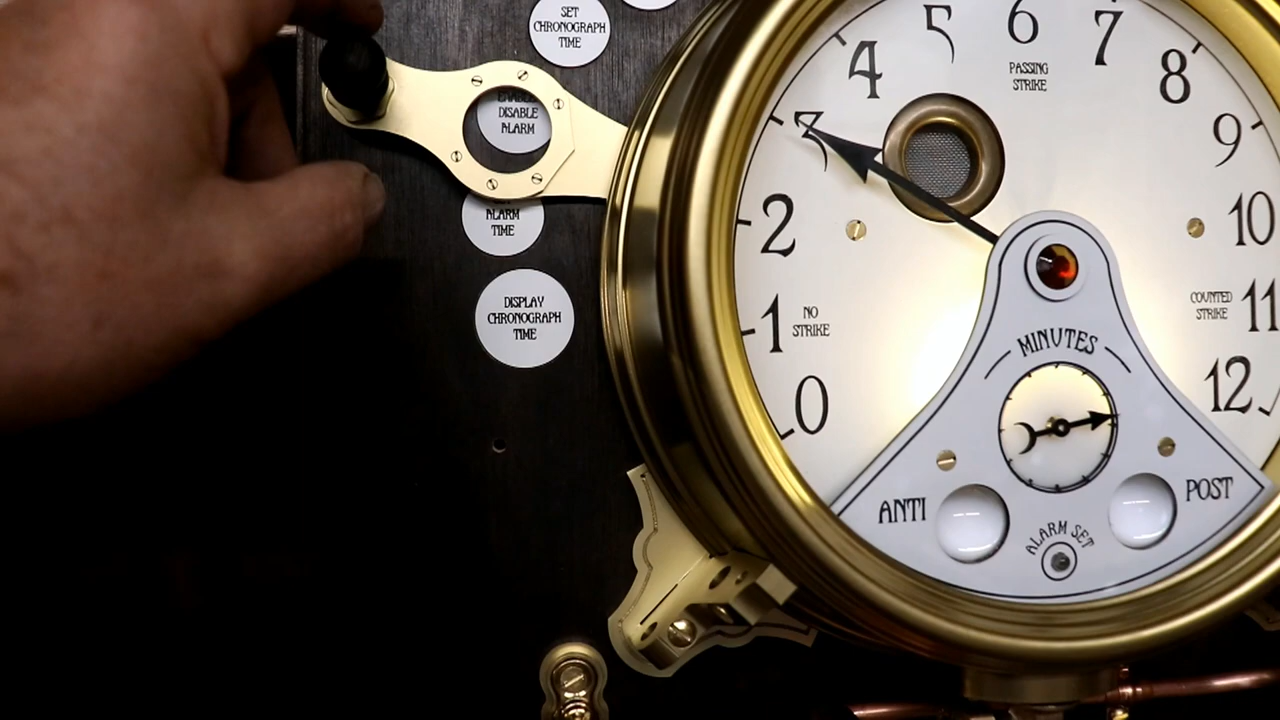 SET
CHRONOGRAPH
TIME
DISABLE
ALARM
ALARM
TIME
DISPLAY
CHRONOGRAPH
TIME
0
1
2
3
4
5
6
7
8
9
10
11
12
PASSING
STRIKE
NO
STRIKE
COUNTED
STRIKE
MINUTES
ANTI
POST
ALARM SET